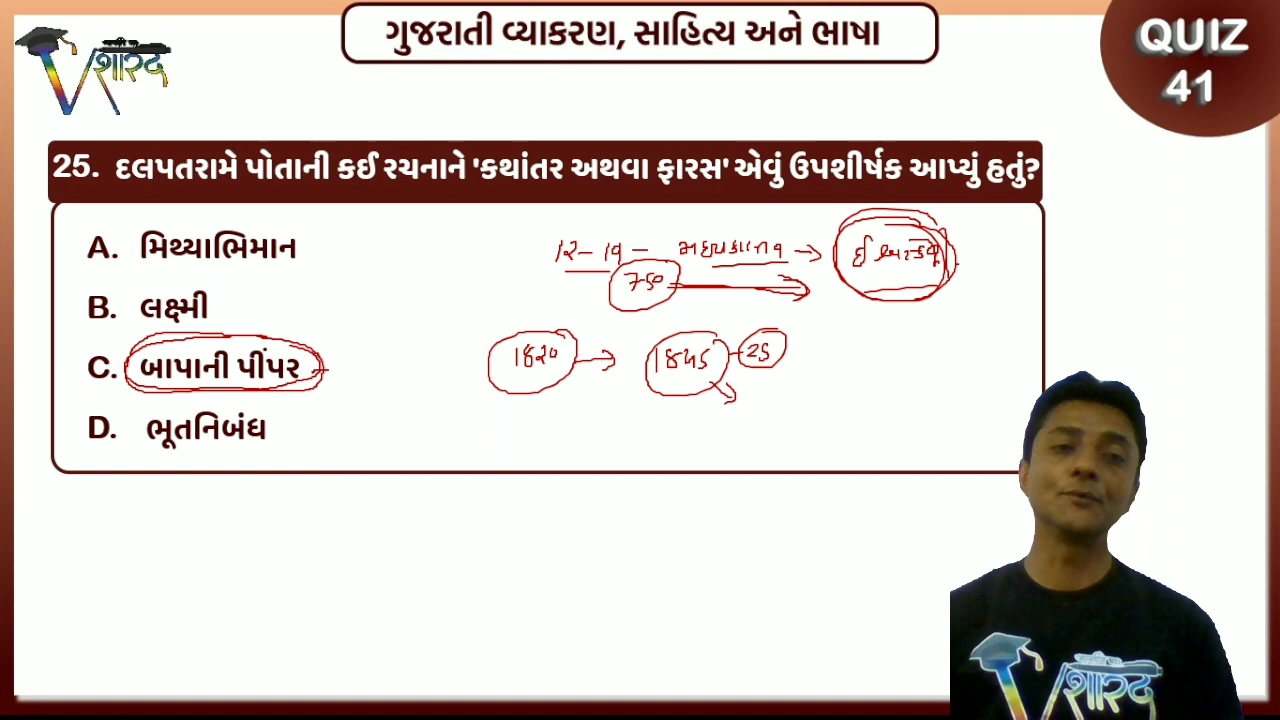 ગુજરાતી વ્યાકરણ, સાહિત્ય અને ભાષા
QUIZ
41
શારદ
25. દલપતરામે પોતાની કઈ રચનાને 'કથાંતર અથવા ફારસ' એવું ઉપશીર્ષક આપ્યું હતું?
A. મિથ્યાભિમાન
12 - 19 -
750
B. લક્ષ્મી
1820
1845 - 25
C. બાપાની પીંપર
D. ભૂતનિબંધ
શારદ